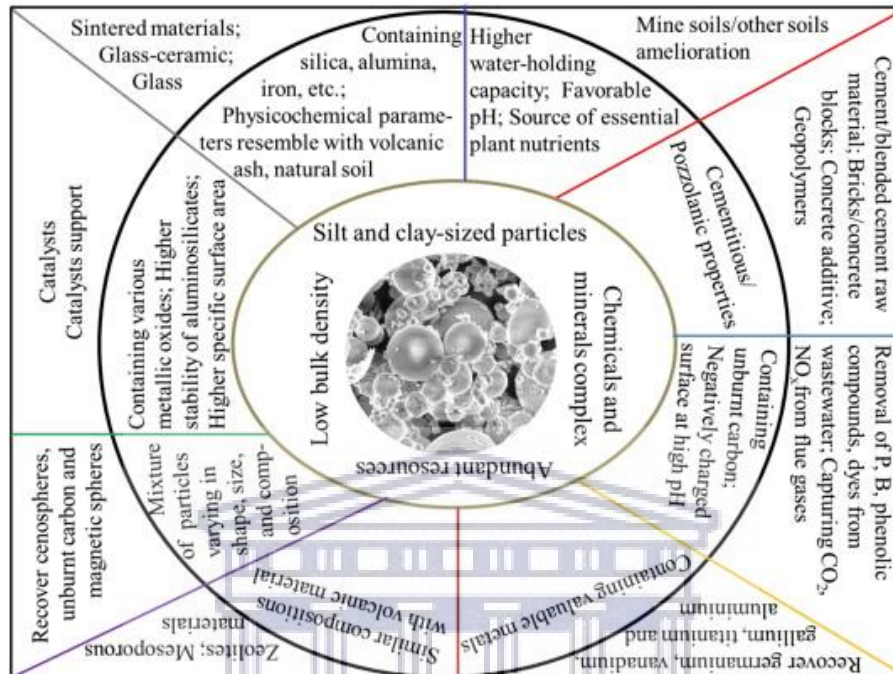 Sintered materials;
Glass-ceramic;
Glass
Containing
silica, alumina,
iron, etc.;
Physicochemical parame-
ters resemble with volcanic
ash, natural soil
Higher
water-holding
capacity; Favorable
pH; Source of essential
plant nutrients
Mine soils/other soils
amelioration
Cement/blended cement raw
material; Bricks/concrete
blocks; Concrete additive;
Geopolymers
Cementitious/
Pozzolanic properties
Catalysts
Catalysts support
Containing various
metallic oxides; Higher
stability of aluminosilicates;
Higher specific surface area
Silt and clay-sized particles
Low bulk density
Chemicals and
minerals complex
Abundant resources
Containing
unburnt carbon;
Negatively charged
surface at high pH
Removal of P, B, phenolic
compounds, dyes from
wastewater; Capturing CO₂,
NOₓ from flue gases
Recover cenospheres,
unburnt carbon and
magnetic spheres
Mixture
of particles
varying in
shape, size,
and comp-
osition
Zeolites; Mesoporous
materials
Similar compositions
with volcanic material
Containing valuable metals
Recover germanium, vanadium,
gallium, titanium and
aluminium